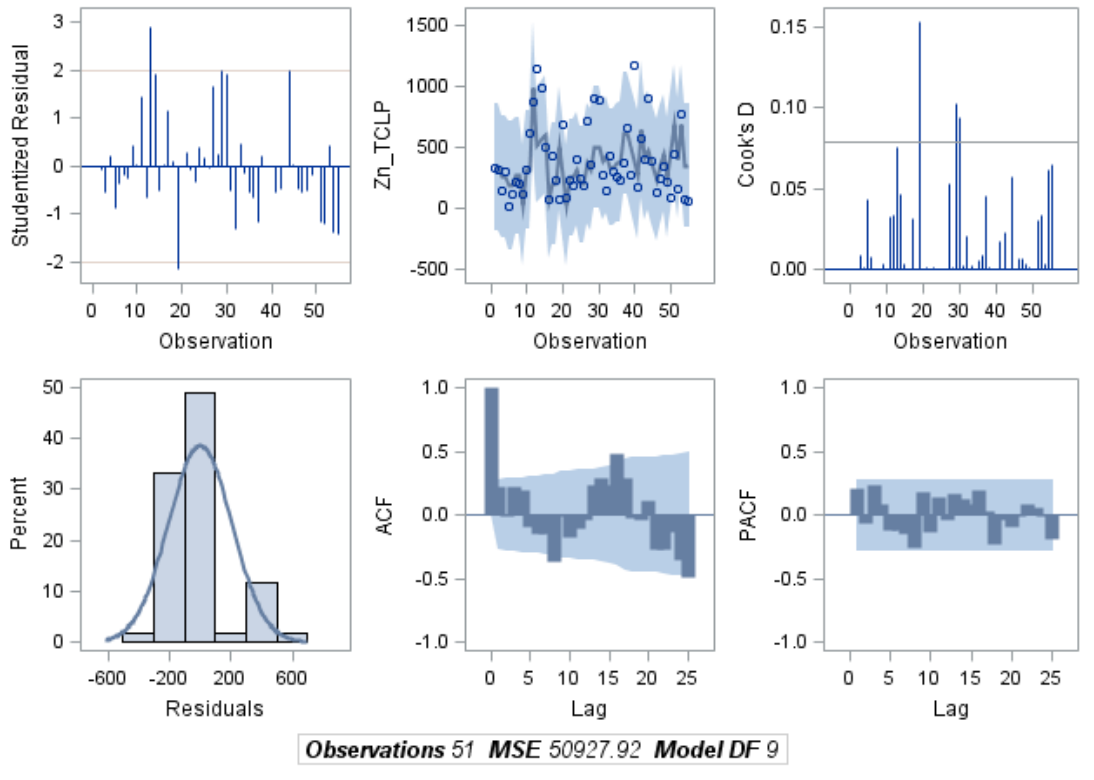 Studentized Residual
3
2
1
0
-1
-2
0 10 20 30 40 50
Observation
Zn_TCLP
1500
1000
500
0
-500
0 10 20 30 40 50
Observation
Cook's D
0.15
0.10
0.05
0.00
0 10 20 30 40 50
Observation
Percent
50
40
30
20
10
0
-600 -200 200 600
Residuals
ACF
1.0
0.5
0.0
-0.5
-1.0
0 5 10 15 20 25
Lag
PACF
1.0
0.5
0.0
-0.5
-1.0
0 5 10 15 20 25
Lag
Observations 51 MSE 50927.92 Model DF 9